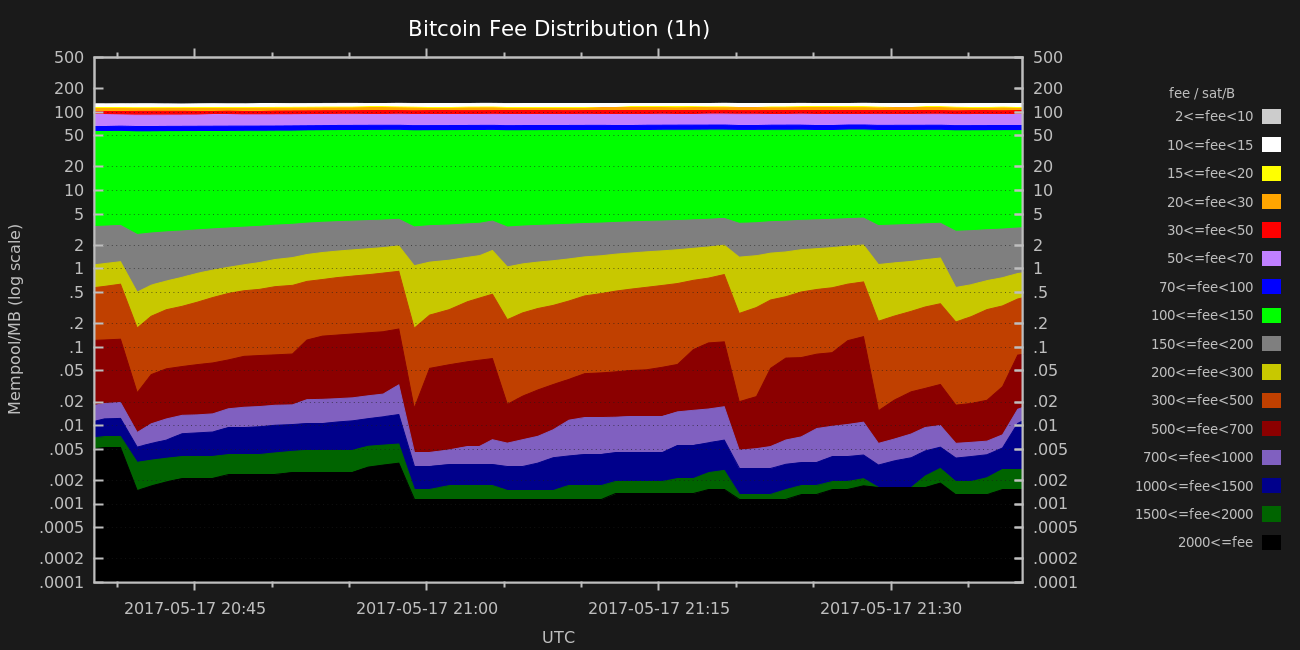 Bitcoin Fee Distribution (1h)
500 500
200 200
100 100
50 50
20 20
10 10
5 5
2 2
1 1
.5 .5
.2 .2
.1 .1
.05 .05
.02 .02
.01 .01
.005 .005
.002 .002
.001 .001
.0005 .0005
.0002 .0002
.0001 .0001
Mempool/MB (log scale)
2017-05-17 20:45 2017-05-17 21:00 2017-05-17 21:15 2017-05-17 21:30
UTC
fee / sat/B
2<=fee<10
10<=fee<15
15<=fee<20
20<=fee<30
30<=fee<50
50<=fee<70
70<=fee<100
100<=fee<150
150<=fee<200
200<=fee<300
300<=fee<500
500<=fee<700
700<=fee<1000
1000<=fee<1500
1500<=fee<2000
2000<=fee